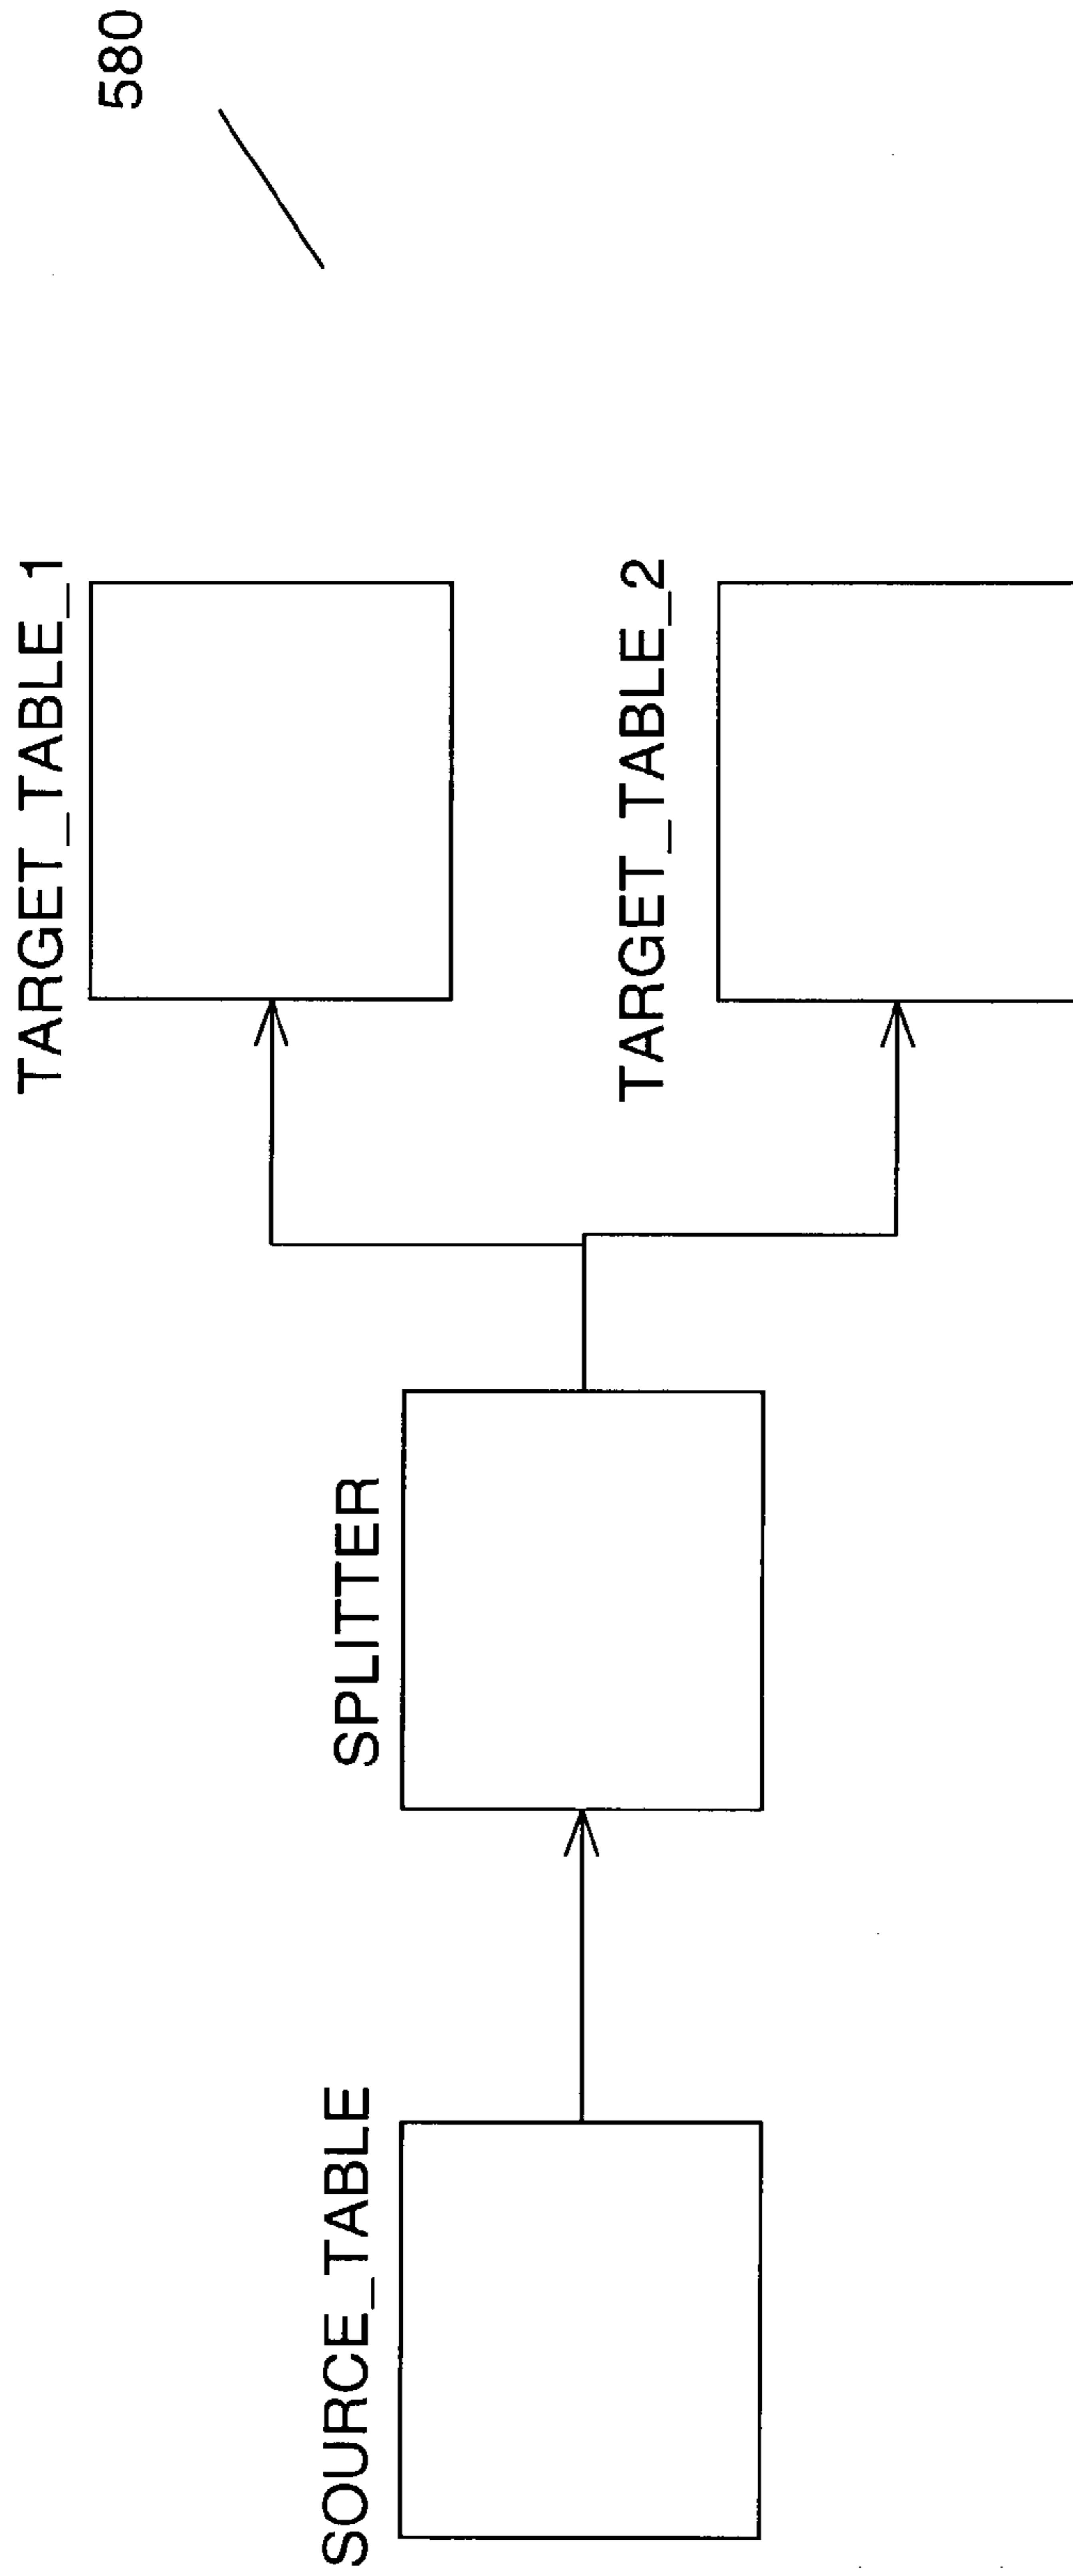 580
TARGET_TABLE_1
SPLITTER
SOURCE_TABLE
TARGET_TABLE_2